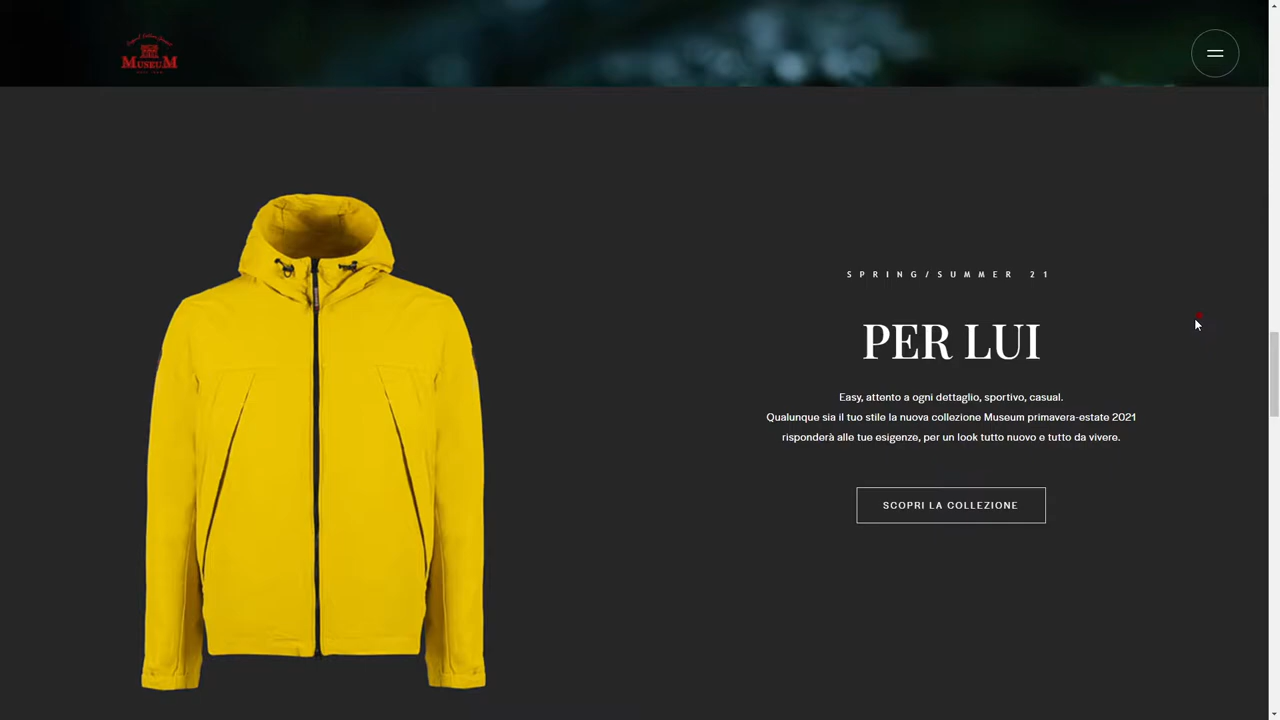 MUSEUM
SPRING/SUMMER 21
PER LUI
Easy, attento a ogni dettaglio, sportivo, casual.
Qualunque sia il tuo stile la nuova collezione Museum primavera-estate 2021
risponderà alle tue esigenze, per un look tutto nuovo e tutto da vivere.
SCOPRI LA COLLEZIONE